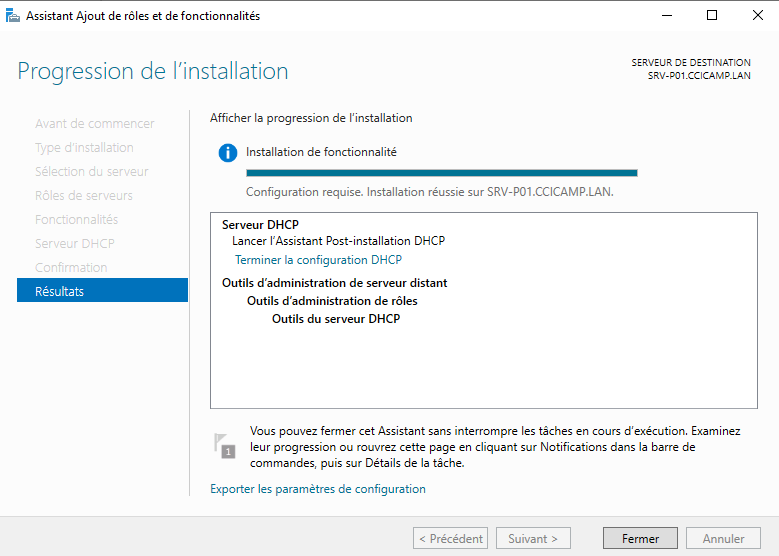 Assistant Ajout de rôles et de fonctionnalités
Progression de l'installation
SERVEUR DE DESTINATION
SRV-P01.CCICAMP.LAN
Avant de commencer
Type d'installation
Sélection du serveur
Rôles de serveurs
Fonctionnalités
Serveur DHCP
Confirmation
Résultats
Afficher la progression de l'installation
Installation de fonctionnalité
Configuration requise. Installation réussie sur SRV-P01.CCICAMP.LAN.
Serveur DHCP
Lancer l'Assistant Post-installation DHCP
Terminer la configuration DHCP
Outils d'administration de serveur distant
Outils d'administration de rôles
Outils du serveur DHCP
1
Vous pouvez fermer cet Assistant sans interrompre les tâches en cours d'exécution. Examinez
leur progression ou rouvrez cette page en cliquant sur Notifications dans la barre de
commandes, puis sur Détails de la tâche.
Exporter les paramètres de configuration
< Précédent
Suivant >
Fermer
Annuler